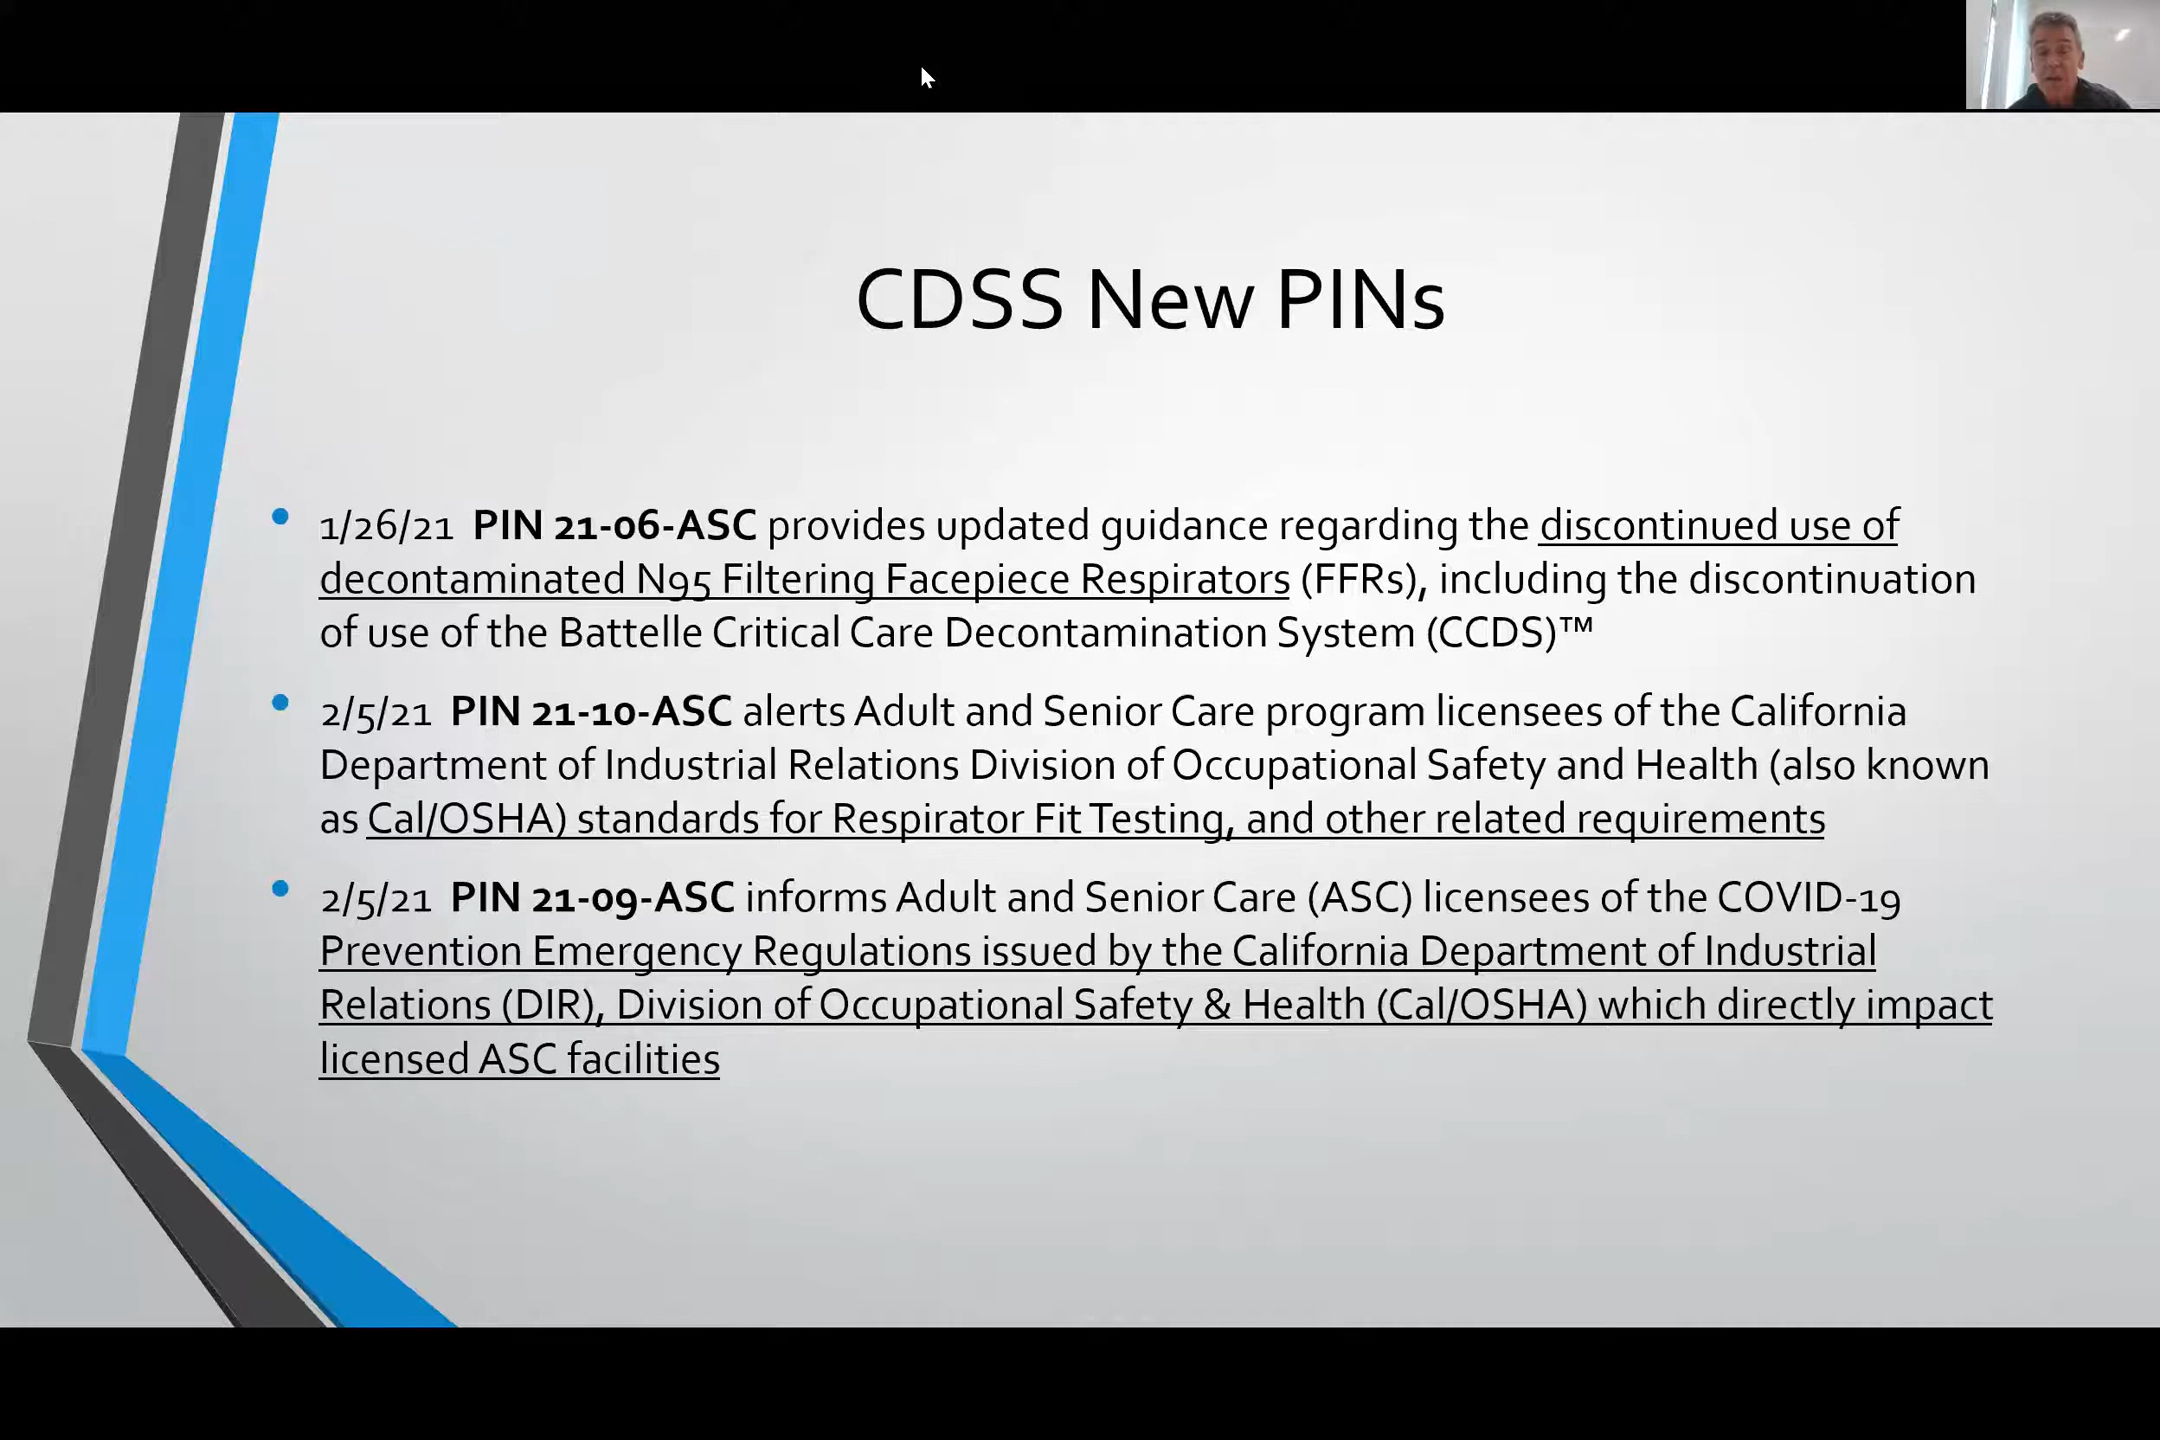 CDSS New PINs
• 1/26/21 PIN 21-06-ASC provides updated guidance regarding the discontinued use of
decontaminated N95 Filtering Facepiece Respirators (FFRs), including the discontinuation
of use of the Battelle Critical Care Decontamination System (CCDS)™
• 2/5/21 PIN 21-10-ASC alerts Adult and Senior Care program licensees of the California
Department of Industrial Relations Division of Occupational Safety and Health (also known
as Cal/OSHA) standards for Respirator Fit Testing, and other related requirements
• 2/5/21 PIN 21-09-ASC informs Adult and Senior Care (ASC) licensees of the COVID-19
Prevention Emergency Regulations issued by the California Department of Industrial
Relations (DIR), Division of Occupational Safety & Health (Cal/OSHA) which directly impact
licensed ASC facilities